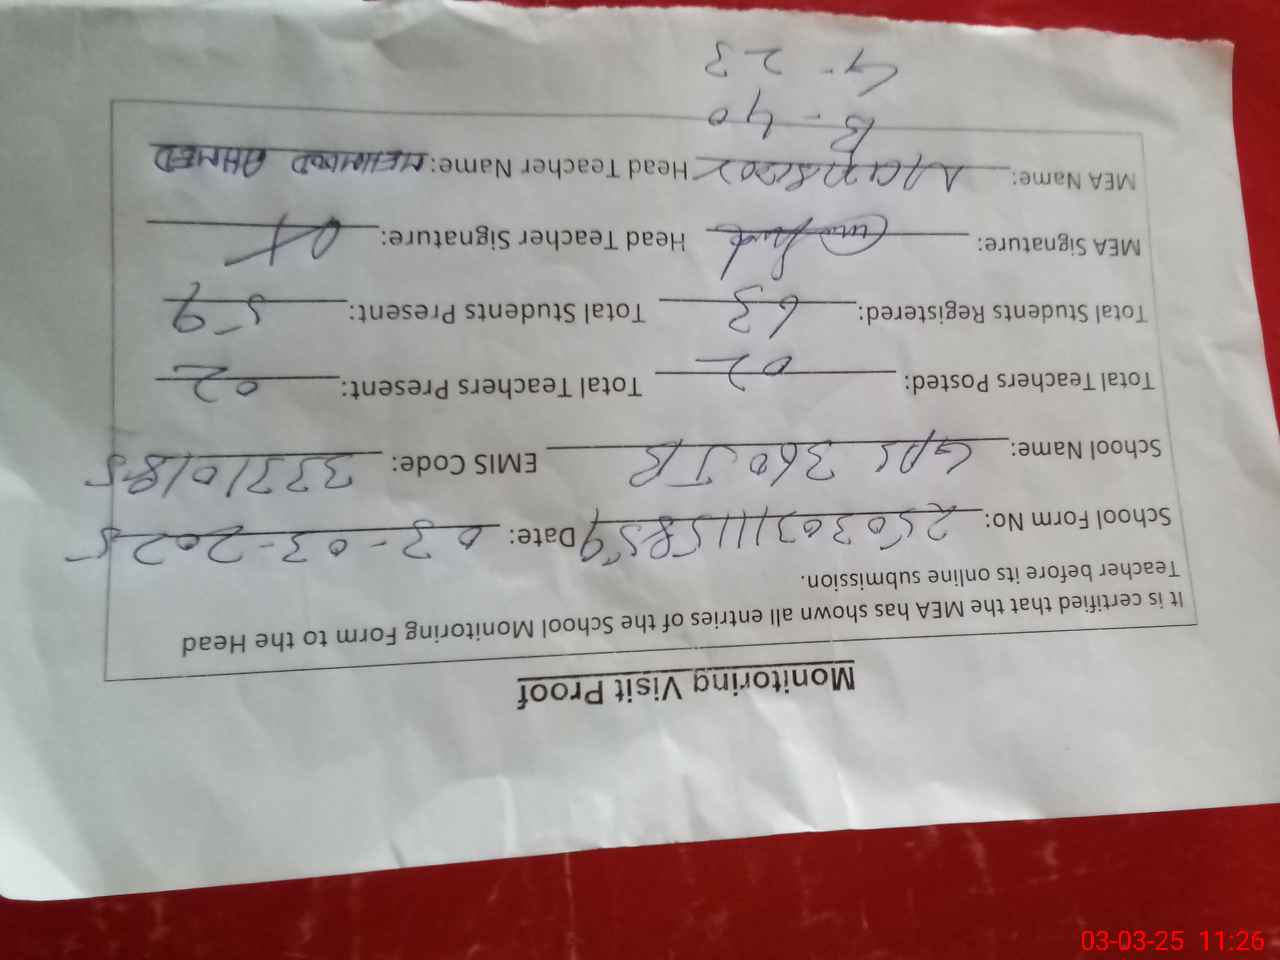 Monitoring Visit Proof
It is certified that the MEA has shown all entries of the School Monitoring Form to the Head
Teacher before its online submission.
School Form No: 25030311115859 Date: 03-03-2025
School Name: GPS 360 JB EMIS Code: 33310185
Total Teachers Posted: 02 Total Teachers Present: 02
Total Students Registered: 63 Total Students Present: 59
MEA Signature: Head Teacher Signature:
MEA Name: Head Teacher Name: MEHMOOD AHMED
B - 40
G - 23
03-03-25 11:26